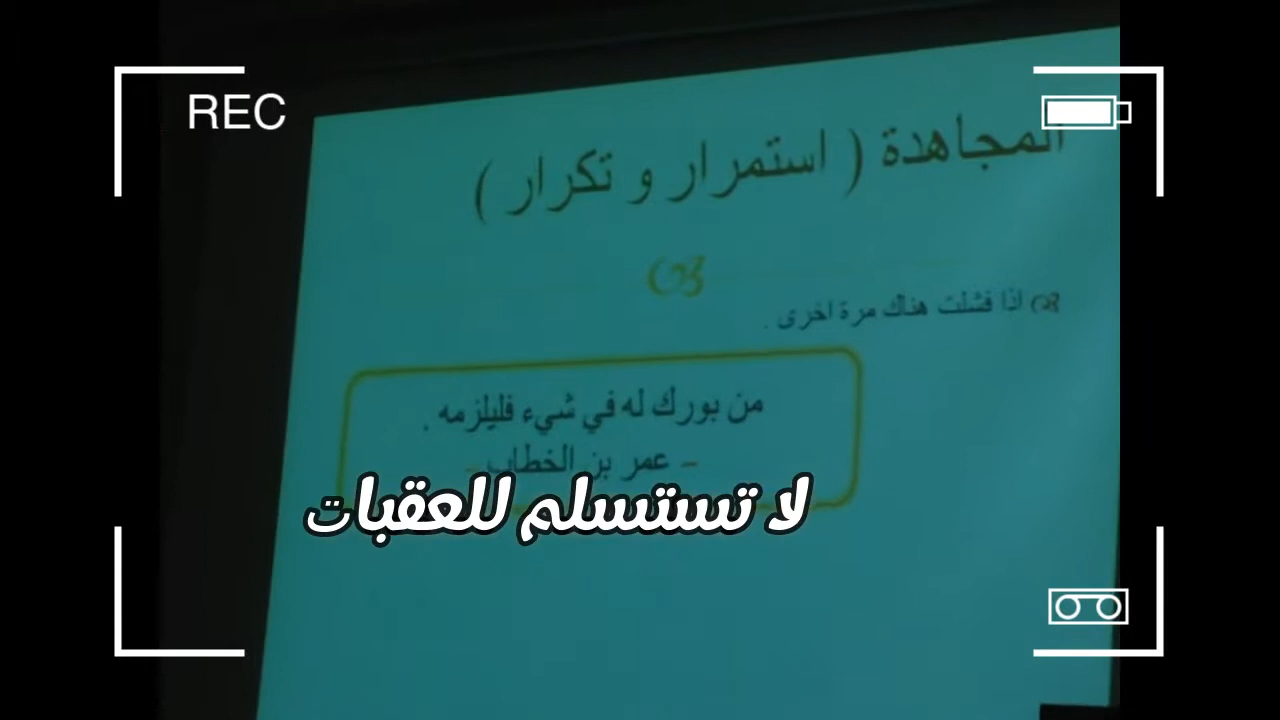 REC
المجاهدة ( استمرار و تكرار )
اذا فشلت هناك مرة اخرى .
من بورك له في شيء فليلزمه .
– عمر بن الخطاب –
لا تستسلم للعقبات